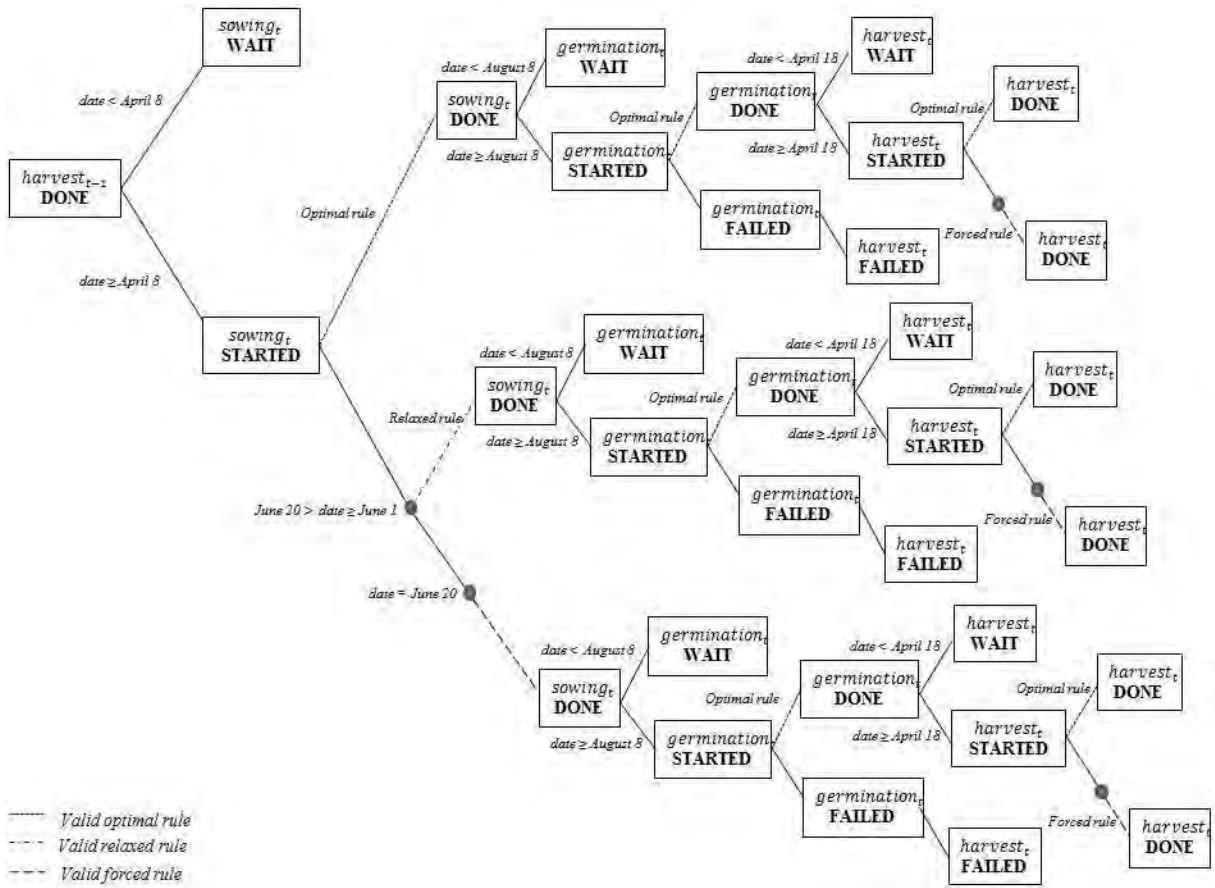 harvest_{t-1}
DONE
date < April 8
date ≥ April 8
sowing_t
WAIT
sowing_t
STARTED
Optimal rule
sowing_t
DONE
date < August 8
date ≥ August 8
germination_t
WAIT
germination_t
STARTED
Optimal rule
germination_t
DONE
germination_t
FAILED
date < April 18
date ≥ April 18
harvest_t
WAIT
harvest_t
STARTED
harvest_t
FAILED
Optimal rule
Forced rule
harvest_t
DONE
harvest_t
DONE
June 20 > date ≥ June 1
Relaxed rule
sowing_t
DONE
date < August 8
date ≥ August 8
germination_t
WAIT
germination_t
STARTED
Optimal rule
germination_t
DONE
germination_t
FAILED
date < April 18
date ≥ April 18
harvest_t
WAIT
harvest_t
STARTED
harvest_t
FAILED
Optimal rule
Forced rule
harvest_t
DONE
harvest_t
DONE
date = June 20
sowing_t
DONE
date < August 8
date ≥ August 8
germination_t
WAIT
germination_t
STARTED
Optimal rule
germination_t
DONE
germination_t
FAILED
date < April 18
date ≥ April 18
harvest_t
WAIT
harvest_t
STARTED
harvest_t
FAILED
Optimal rule
Forced rule
harvest_t
DONE
harvest_t
DONE
Valid optimal rule
Valid relaxed rule
Valid forced rule